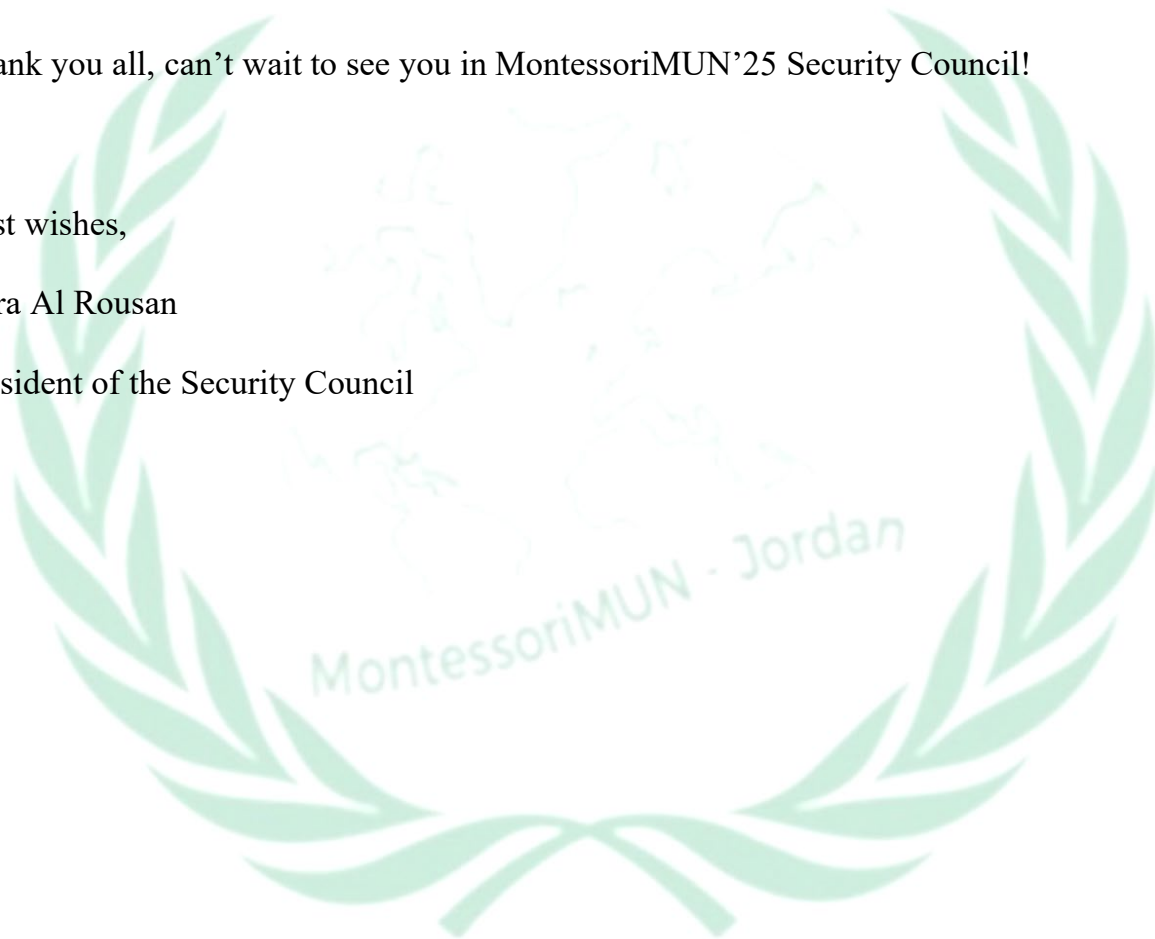 ank you all, can’t wait to see you in MontessoriMUN’25 Security Council!
st wishes,
ra Al Rousan
sident of the Security Council
MontessoriMUN - Jordan